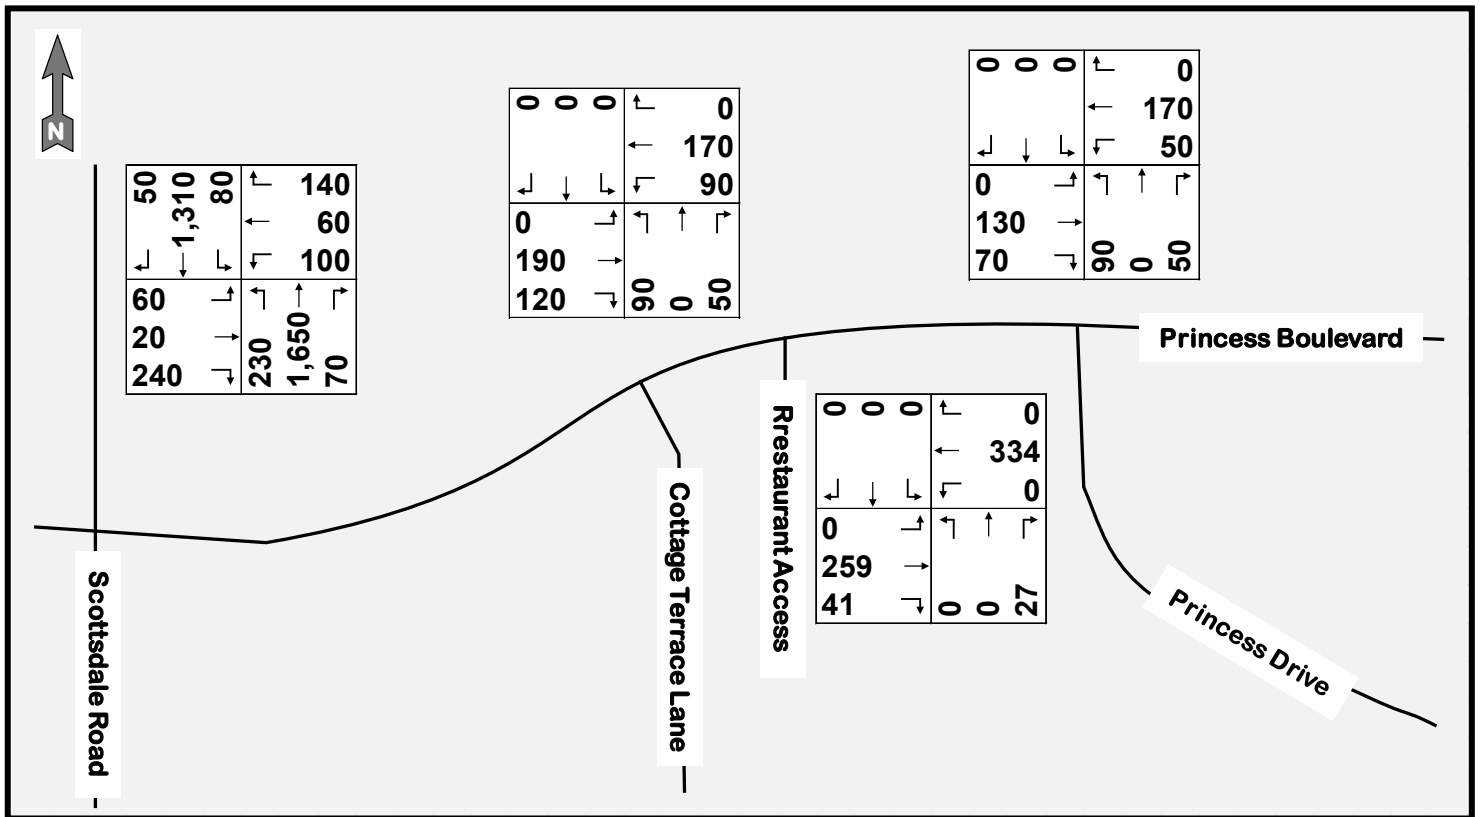 N
0 0 0
0
170
50
0
130
70
90 0 50
0 0 0
0
170
90
0
190
120
90 0 50
50 1,310 80
140
60
100
60
20
240
230 1,650 70
Princess Boulevard
0 0 0
0
334
0
0
259
41
0 0 27
Rrestaurant Access
Cottage Terrace Lane
Scottsdale Road
Princess Drive